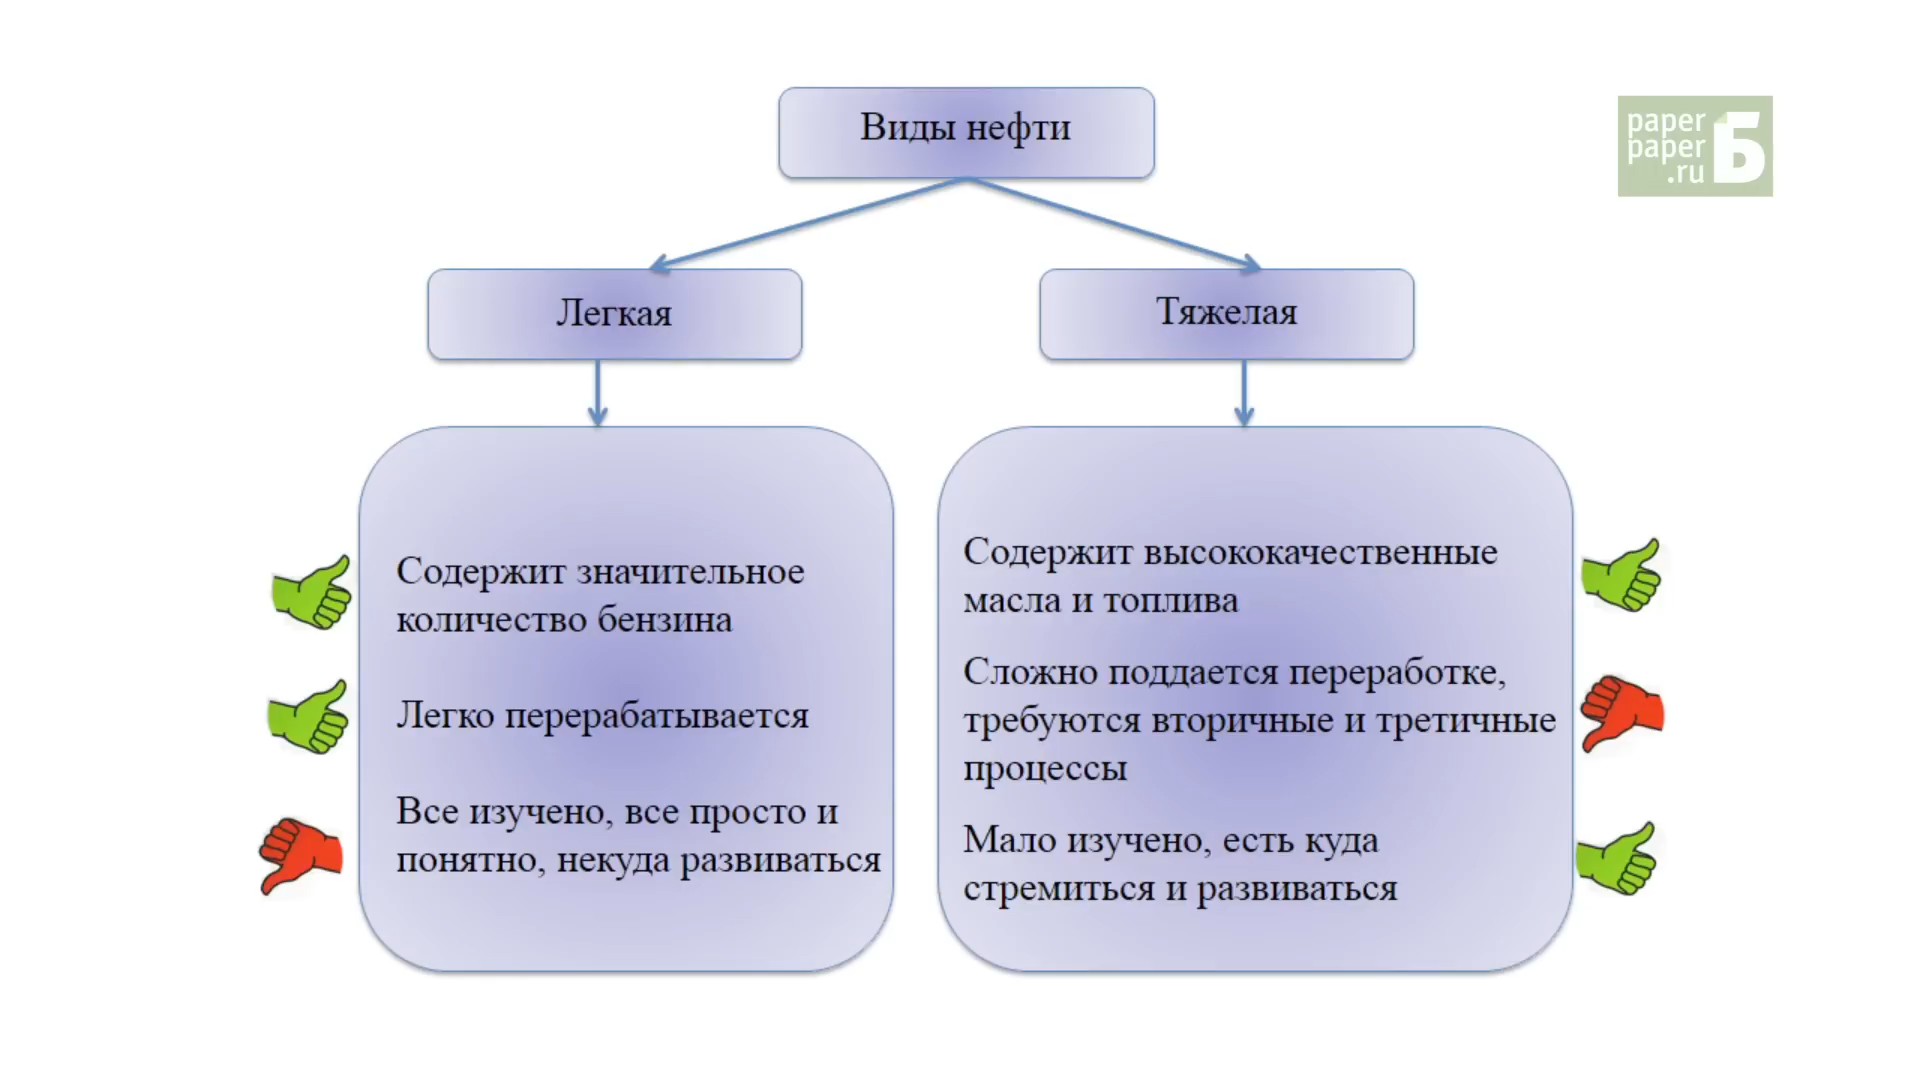 Виды нефти
paper
paper
.ru
Б
Легкая
Тяжелая
Содержит значительное
количество бензина
Легко перерабатывается
Все изучено, все просто и
понятно, некуда развиваться
Содержит высококачественные
масла и топлива
Сложно поддается переработке,
требуются вторичные и третичные
процессы
Мало изучено, есть куда
стремиться и развиваться